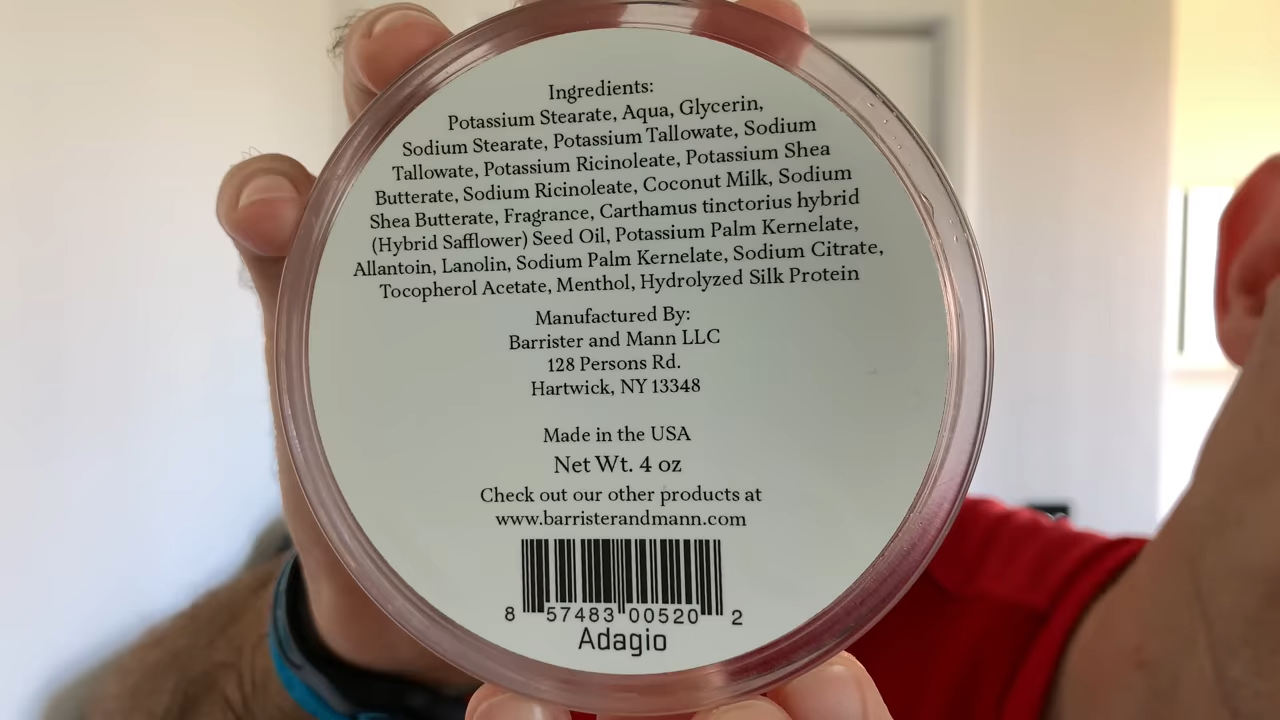 Ingredients:
Potassium Stearate, Aqua, Glycerin,
Sodium Stearate, Potassium Tallowate, Sodium
Tallowate, Potassium Ricinoleate, Potassium Shea
Butterate, Sodium Ricinoleate, Coconut Milk, Sodium
Shea Butterate, Fragrance, Carthamus tinctorius hybrid
(Hybrid Safflower) Seed Oil, Potassium Palm Kernelate,
Allantoin, Lanolin, Sodium Palm Kernelate, Sodium Citrate,
Tocopherol Acetate, Menthol, Hydrolyzed Silk Protein
Manufactured By:
Barrister and Mann LLC
128 Persons Rd.
Hartwick, NY 13348
Made in the USA
Net Wt. 4 oz
Check out our other products at
www.barristerandmann.com
8 57483 00520 2
Adagio